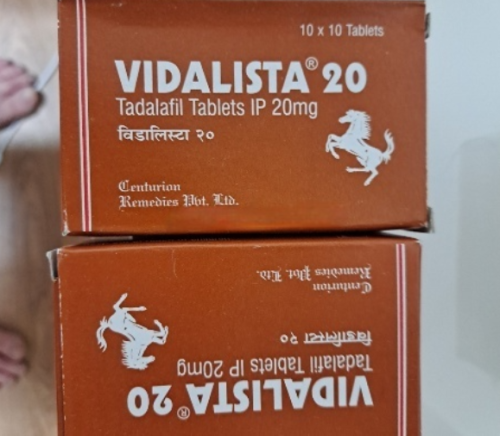 10 x 10 Tablets
VIDALISTA® 20
Tadalafil Tablets IP 20mg
विडालिस्टा २०
Centurion
Remedies Pvt. Ltd.
Centurion
Remedies Pvt. Ltd.
विडालिस्टा २०
Tadalafil Tablets IP 20mg
VIDALISTA® 20